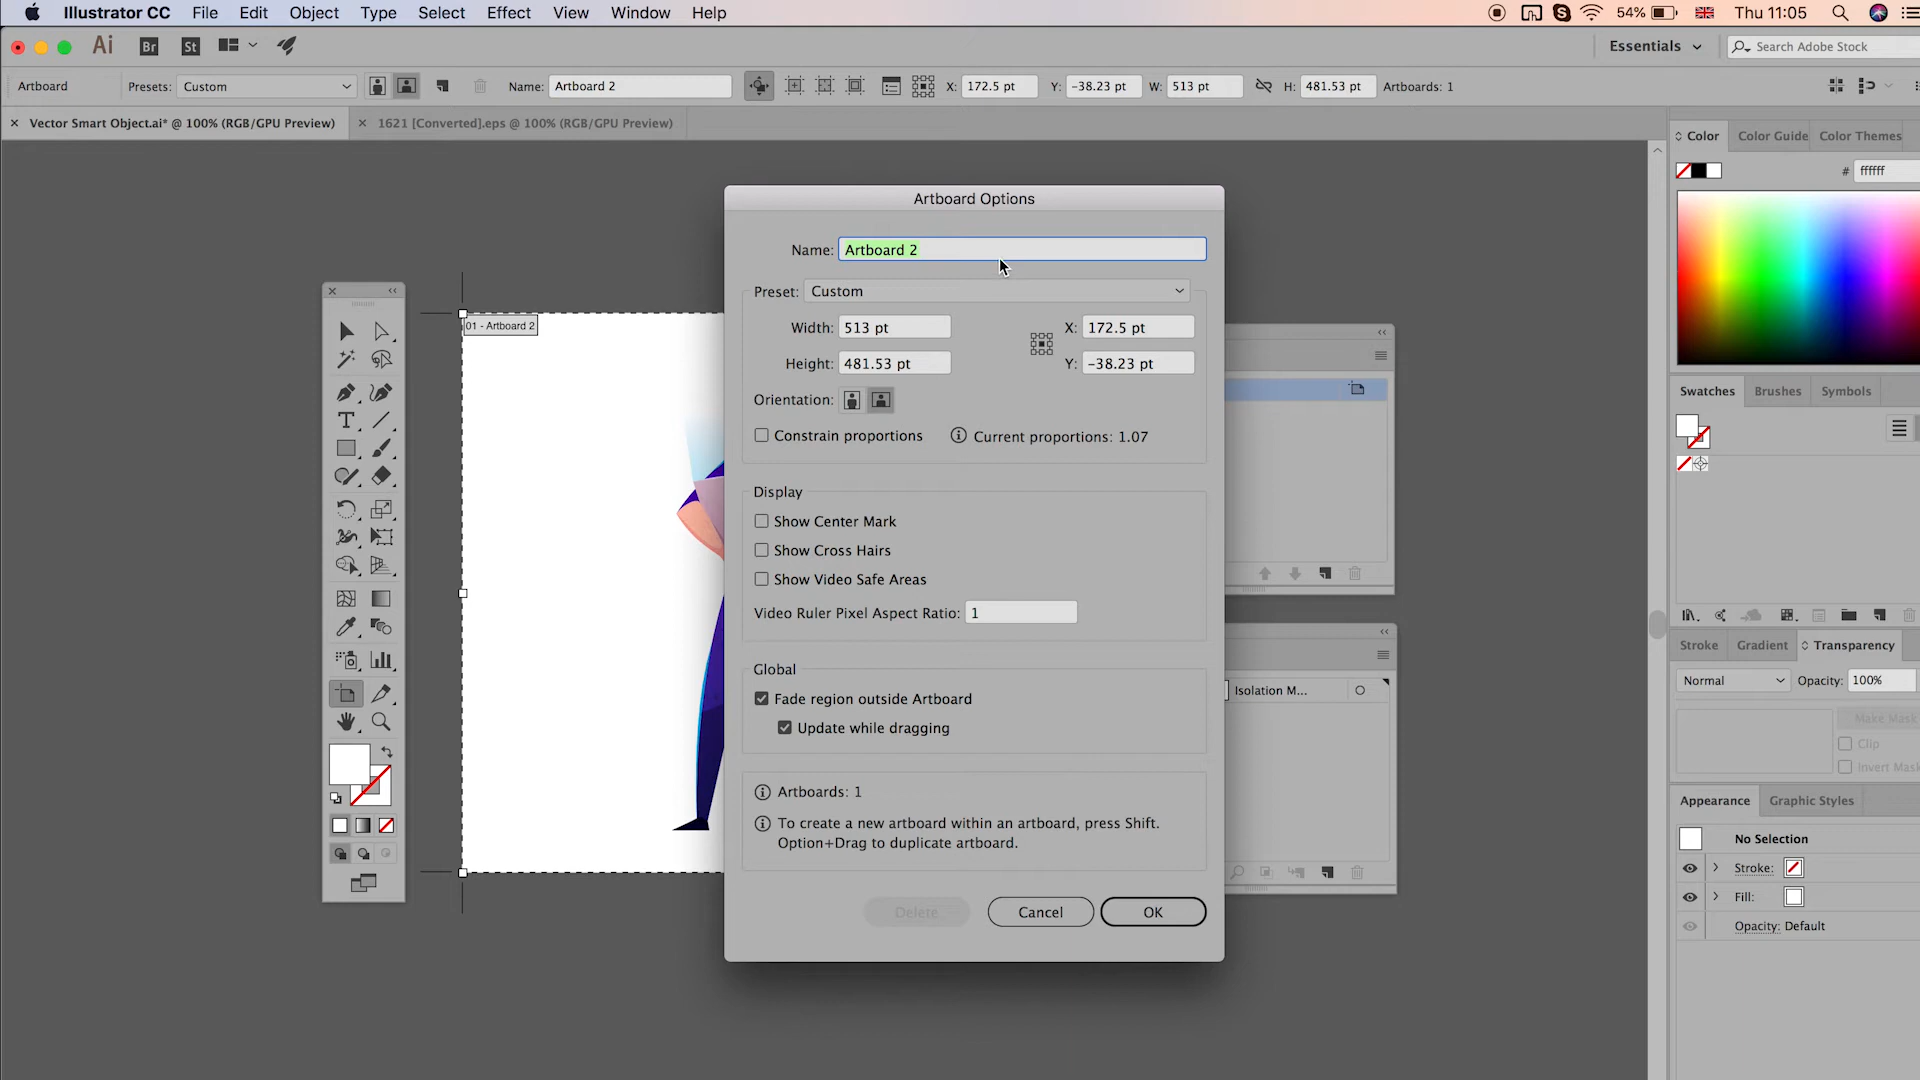 Illustrator CC File Edit Object Type Select Effect View Window Help 54% Thu 11:05
Ai Br St Essentials Search Adobe Stock
Artboard Presets: Custom Name: Artboard 2 X: 172.5 pt Y: -38.23 pt W: 513 pt H: 481.53 pt Artboards: 1
× Vector Smart Object.ai* @ 100% (RGB/GPU Preview) × 1621 [Converted].eps @ 100% (RGB/GPU Preview)
Color Color Guide Color Themes
# ffffff
Artboard Options
Name: Artboard 2
Preset: Custom
Width: 513 pt X: 172.5 pt
Height: 481.53 pt Y: -38.23 pt
Orientation:
Constrain proportions Current proportions: 1.07
Display
Show Center Mark
Show Cross Hairs
Show Video Safe Areas
Video Ruler Pixel Aspect Ratio: 1
Global
Fade region outside Artboard
Update while dragging
Artboards: 1
To create a new artboard within an artboard, press Shift.
Option+Drag to duplicate artboard.
Delete Cancel OK
01 - Artboard 2
Isolation M...
Swatches Brushes Symbols
Stroke Gradient Transparency
Normal Opacity: 100%
Make Mask
Clip
Invert Mask
Appearance Graphic Styles
No Selection
Stroke:
Fill:
Opacity: Default